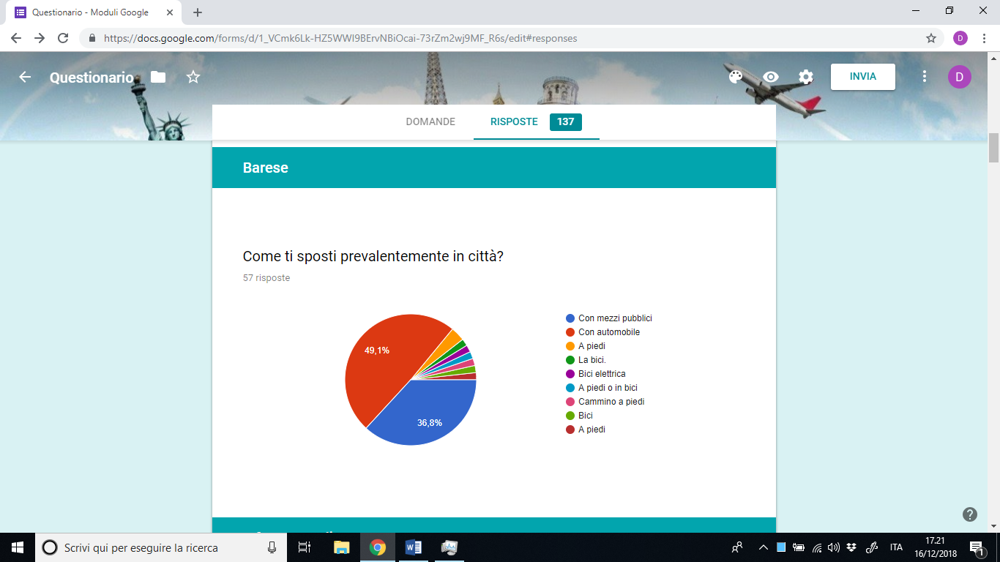 Questionario - Moduli Google
https://docs.google.com/forms/d/1_VCmk6Lk-HZ5WWI9BErvNBiOcai-73rZm2wj9MF_R6s/edit#responses
D
Questionario
INVIA
D
DOMANDE
RISPOSTE
137
Barese
Come ti sposti prevalentemente in città?
57 risposte
49,1%
36,8%
Con mezzi pubblici
Con automobile
A piedi
La bici.
Bici elettrica
A piedi o in bici
Cammino a piedi
Bici
A piedi
Scrivi qui per eseguire la ricerca
ITA
17.21
16/12/2018
1